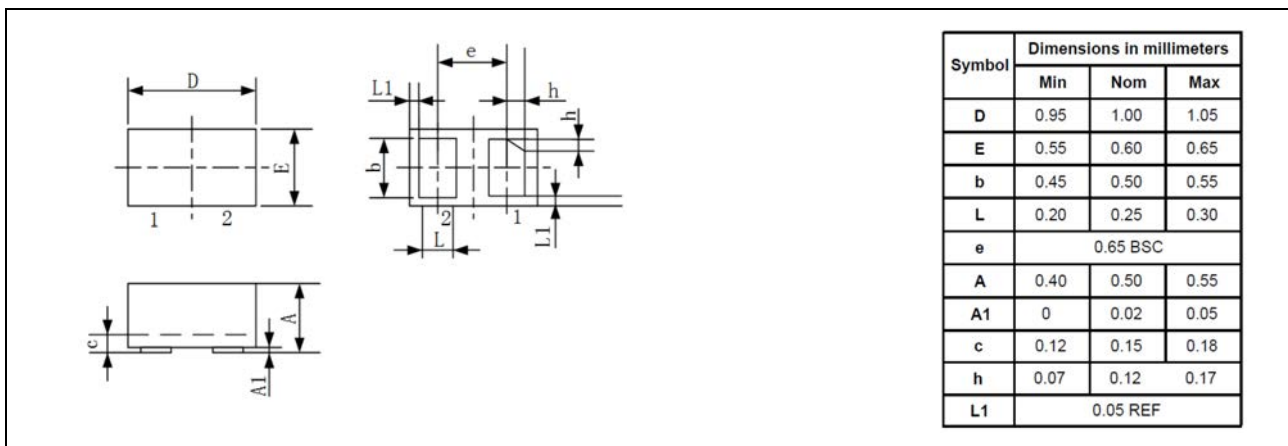 D
E
1 2
e
L1
h
h
b
2
1
L
L1
A
c
A1
Symbol Dimensions in millimeters
Min Nom Max
D 0.95 1.00 1.05
E 0.55 0.60 0.65
b 0.45 0.50 0.55
L 0.20 0.25 0.30
e 0.65 BSC
A 0.40 0.50 0.55
A1 0 0.02 0.05
c 0.12 0.15 0.18
h 0.07 0.12 0.17
L1 0.05 REF